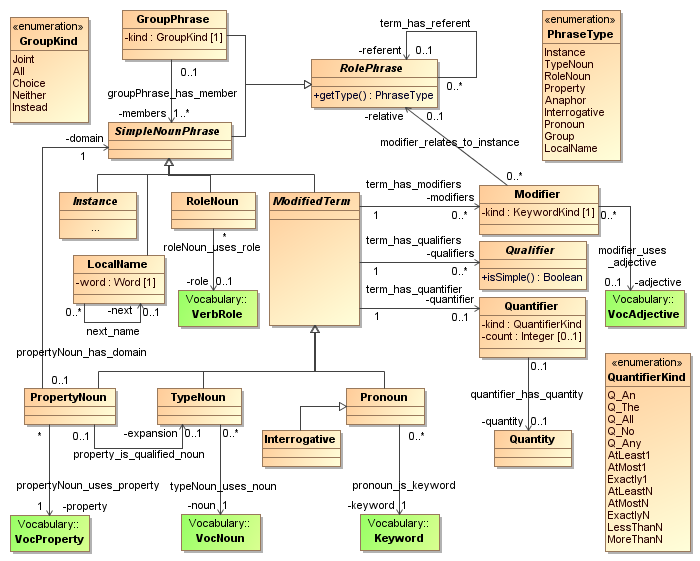 «enumeration»
GroupKind
Joint
All
Choice
Neither
Instead
GroupPhrase
-kind : GroupKind [1]
0..1
groupPhrase_has_member
-members
1..*
term_has_referent
-referent
0..1
0..*
RolePhrase
+getType() : PhraseType
-relative
0..1
modifier_relates_to_instance
0..*
«enumeration»
PhraseType
Instance
TypeNoun
RoleNoun
Property
Anaphor
Interrogative
Pronoun
Group
LocalName
-domain
1
SimpleNounPhrase
Instance
...
RoleNoun
*
roleNoun_uses_role
-role
0..1
Vocabulary::
VerbRole
ModifiedTerm
term_has_modifiers
-modifiers
1
0..*
Modifier
-kind : KeywordKind [1]
0..*
modifier_uses
_adjective
0..1
-adjective
Vocabulary::
VocAdjective
term_has_qualifiers
-qualifiers
1
0..*
Qualifier
+isSimple() : Boolean
term_has_quantifier
-quantifier
1
0..1
Quantifier
-kind : QuantifierKind
-count : Integer [0..1]
0..1
quantifier_has_quantity
-quantity
0..1
Quantity
LocalName
-word : Word [1]
-next
0..*
0..1
next_name
propertyNoun_has_domain
0..1
PropertyNoun
*
0..1
-expansion
0..1
property_is_qualified_noun
propertyNoun_uses_property
1
-property
Vocabulary::
VocProperty
TypeNoun
0..*
typeNoun_uses_noun
-noun
1
Vocabulary::
VocNoun
Interrogative
Pronoun
0..*
pronoun_is_keyword
-keyword
1
Vocabulary::
Keyword
«enumeration»
QuantifierKind
Q_An
Q_The
Q_All
Q_No
Q_Any
AtLeast1
AtMost1
Exactly1
AtLeastN
AtMostN
ExactlyN
LessThanN
MoreThanN